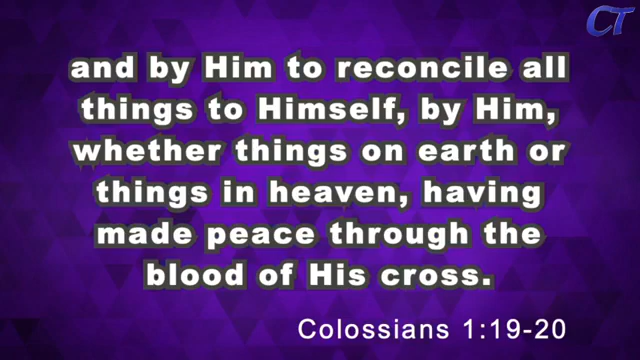 CT
and by Him to reconcile all
things to Himself, by Him,
whether things on earth or
things in heaven, having
made peace through the
blood of His cross.
Colossians 1:19-20